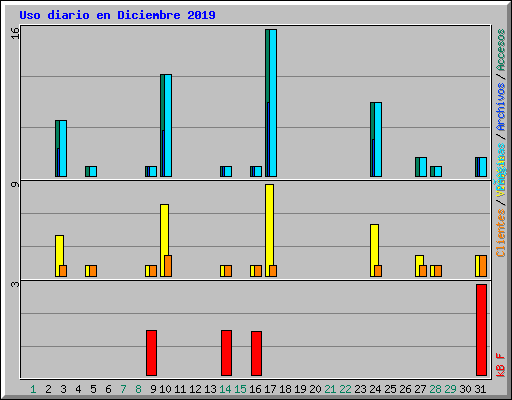 Uso diario en Diciembre 2019
16
9
3
Accesos
/
Archivos
/
Clientes
/
kB F
1 2 3 4 5 6 7 8 9 10 11 12 13 14 15 16 17 18 19 20 21 22 23 24 25 26 27 28 29 30 31